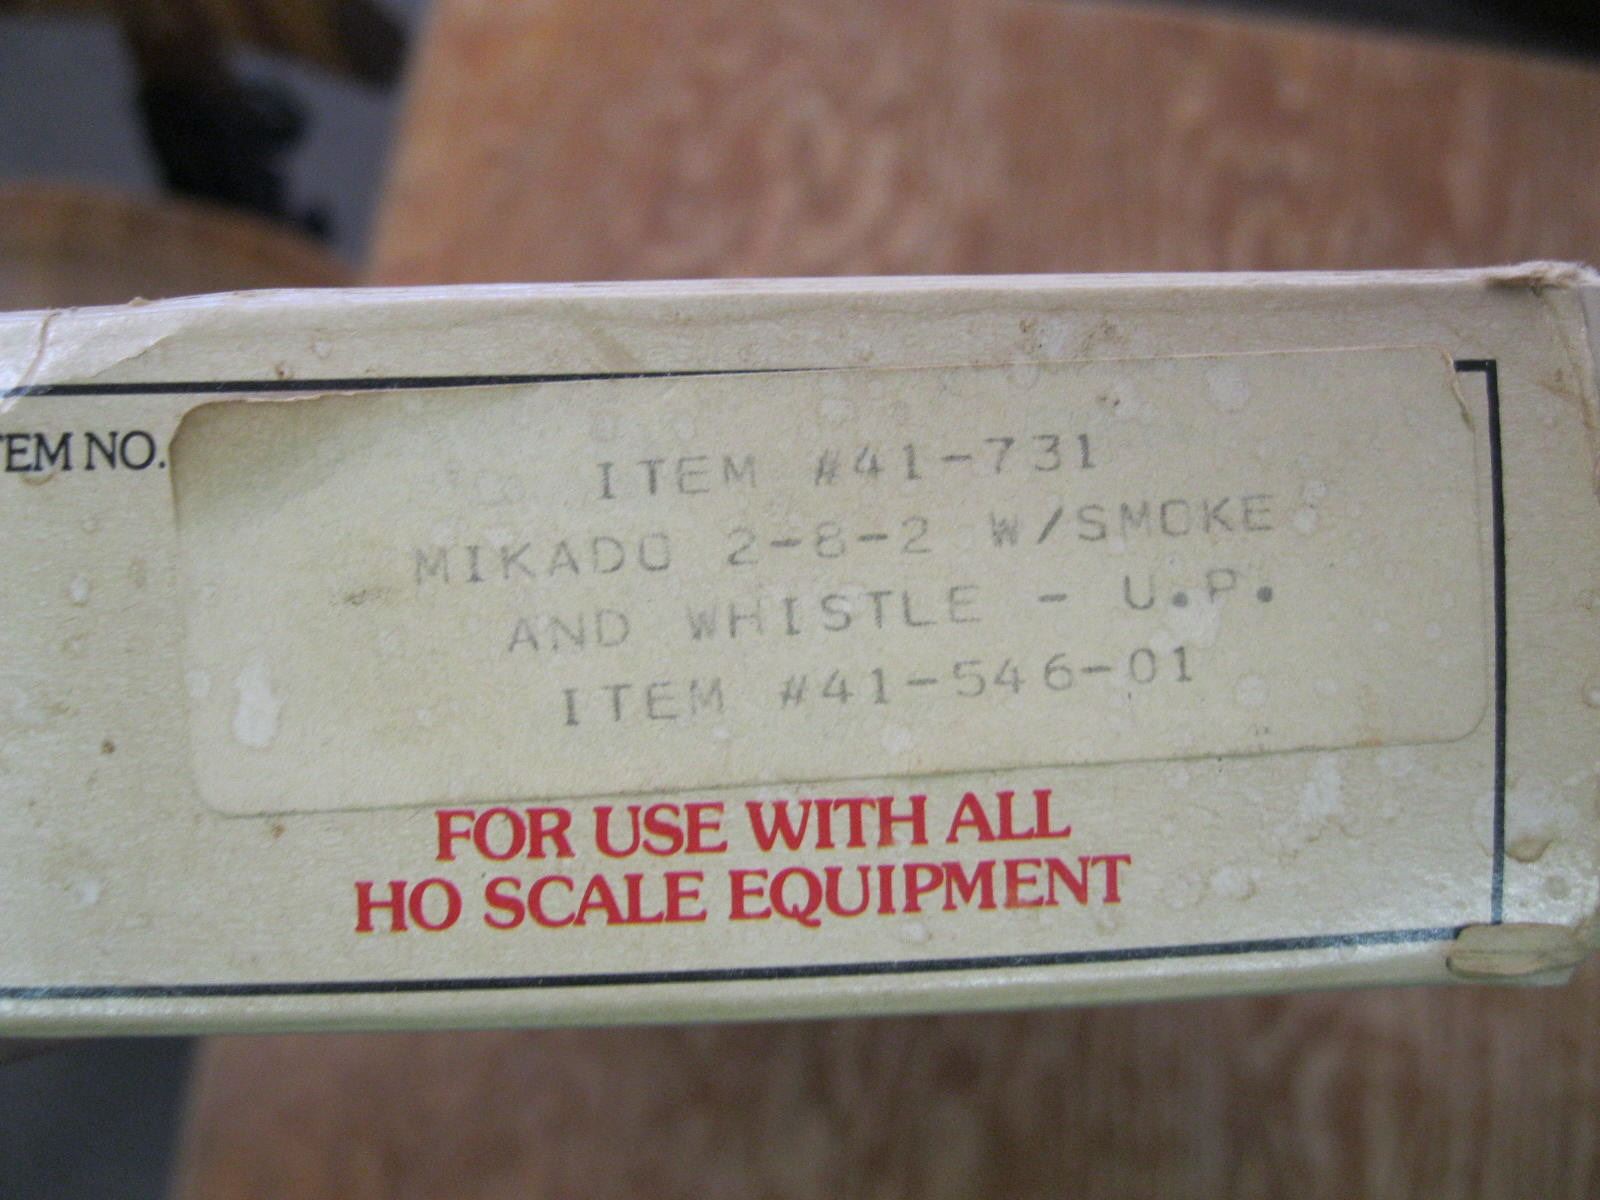 TEM NO.
ITEM #41-731
MIKADO 2-8-2 W/SMOKE
AND WHISTLE - U.P.
ITEM #41-546-01
FOR USE WITH ALL
HO SCALE EQUIPMENT